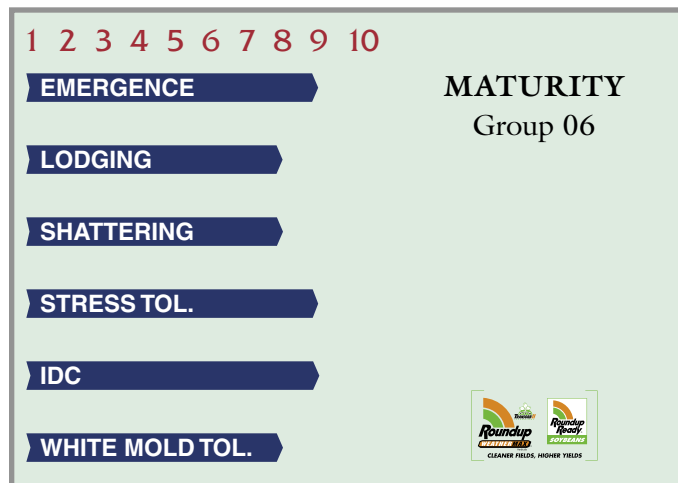 1 2 3 4 5 6 7 8 9 10
EMERGENCE
MATURITY
Group 06
LODGING
SHATTERING
STRESS TOL.
IDC
WHITE MOLD TOL.
Roundup
WEATHERMAX
Roundup
Ready
SOYBEANS
CLEANER FIELDS, HIGHER YIELDS